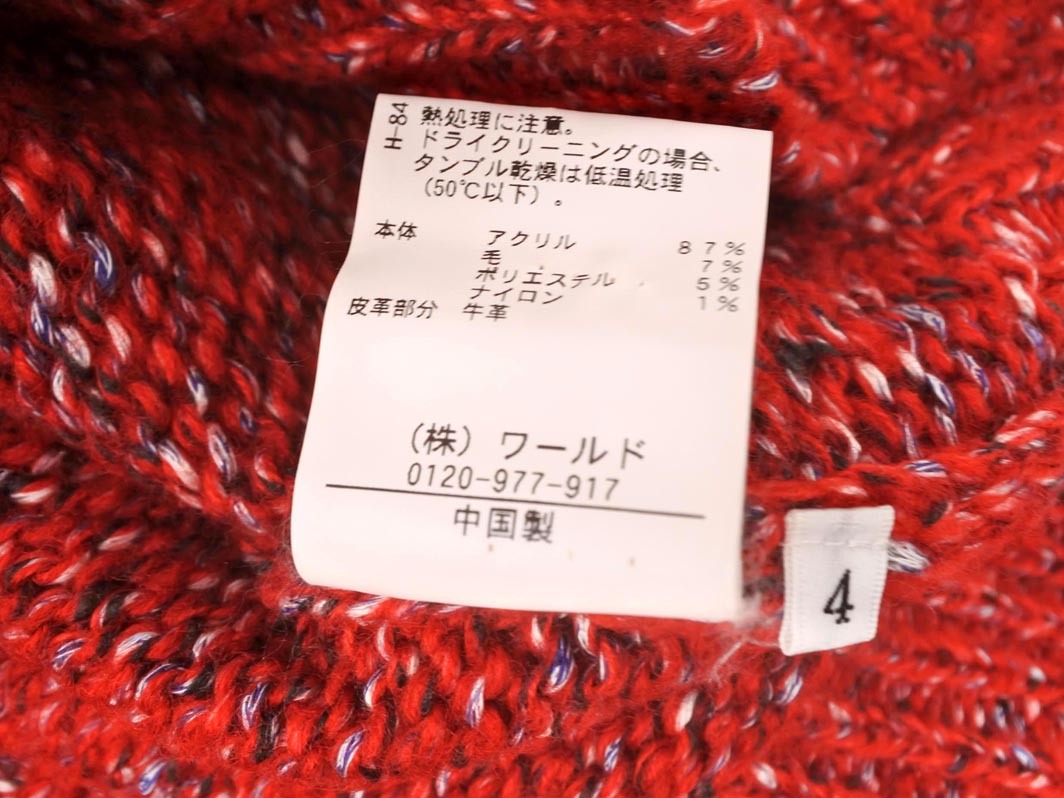 H-84
熱処理に注意。
ドライクリーニングの場合、
タンブル乾燥は低温処理
（50℃以下）。
本体 アクリル 87%
毛 7%
ポリエステル 5%
ナイロン 1%
皮革部分 牛革
（株）ワールド
0120-977-917
中国製
4